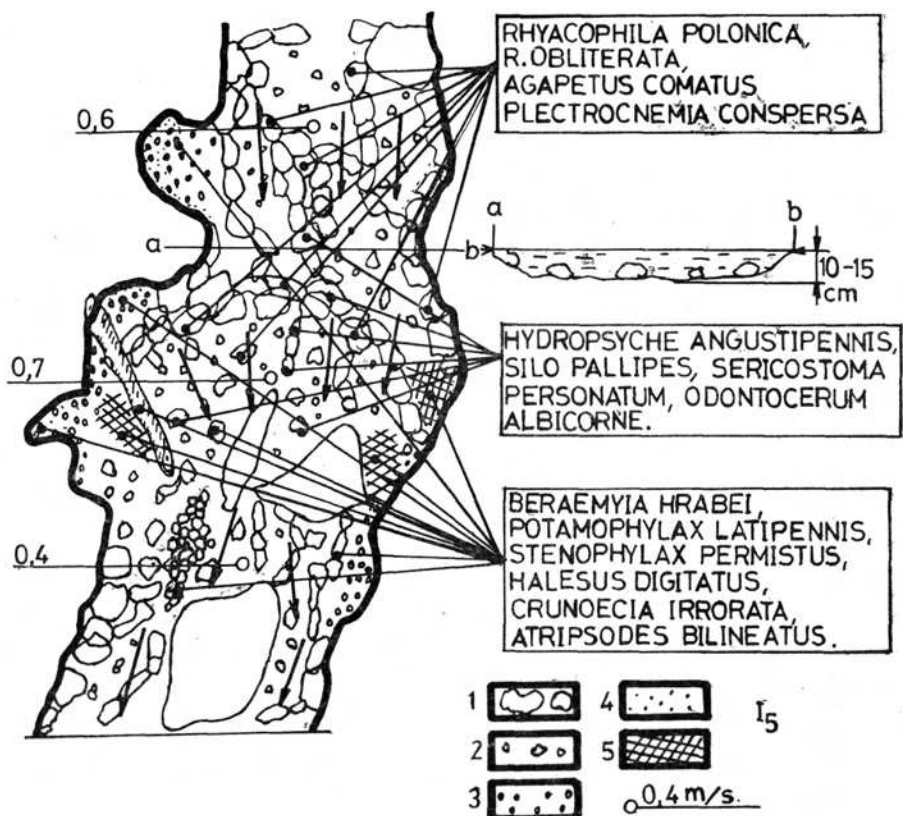 RHYACOPHILA POLONICA,
R.OBLITERATA,
AGAPETUS COMATUS
PLECTROCNEMIA CONSPERSA
0,6
a
b
a
b
10-15
cm
HYDROPSYCHE ANGUSTIPENNIS,
SILO PALLIPES, SERICOSTOMA
PERSONATUM, ODONTOCERUM
ALBICORNE.
0,7
BERAEMYIA HRABEI,
POTAMOPHYLAX LATIPENNIS,
STENOPHYLAX PERMISTUS,
HALESUS DIGITATUS,
CRUNOECIA IRRORATA,
ATRIPSODES BILINEATUS.
0,4
1
4
I5
2
5
3
0,4 m/s.